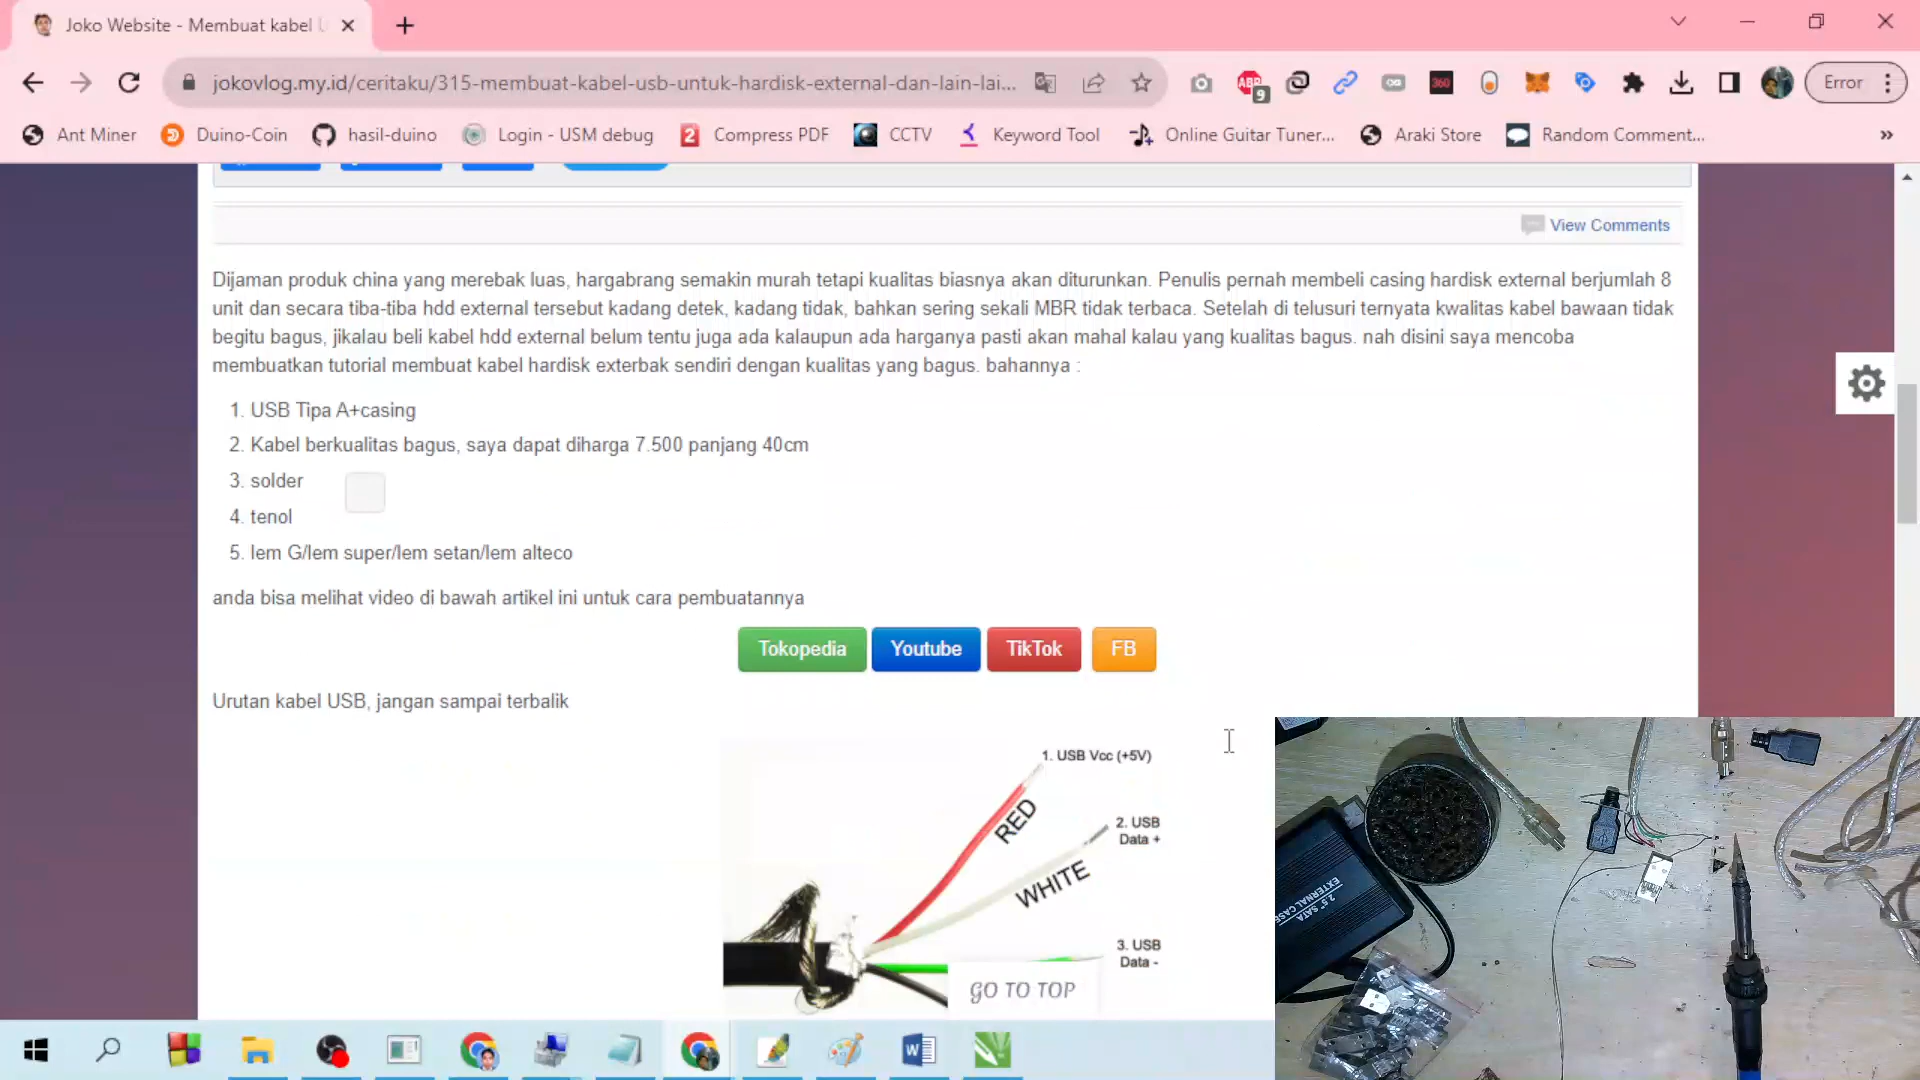 Joko Website - Membuat kabel U
jokovlog.my.id/ceritaku/315-membuat-kabel-usb-untuk-hardisk-external-dan-lain-lai...
ABP
9
360
Error
Ant Miner
Duino-Coin
hasil-duino
Login - USM debug
2
Compress PDF
CCTV
Keyword Tool
Online Guitar Tuner...
Araki Store
Random Comment...
»
View Comments
Dijaman produk china yang merebak luas, hargabrang semakin murah tetapi kualitas biasnya akan diturunkan. Penulis pernah membeli casing hardisk external berjumlah 8
unit dan secara tiba-tiba hdd external tersebut kadang detek, kadang tidak, bahkan sering sekali MBR tidak terbaca. Setelah di telusuri ternyata kwalitas kabel bawaan tidak
begitu bagus, jikalau beli kabel hdd external belum tentu juga ada kalaupun ada harganya pasti akan mahal kalau yang kualitas bagus. nah disini saya mencoba
membuatkan tutorial membuat kabel hardisk exterbak sendiri dengan kualitas yang bagus. bahannya :
1. USB Tipa A+casing
2. Kabel berkualitas bagus, saya dapat diharga 7.500 panjang 40cm
3. solder
4. tenol
5. lem G/lem super/lem setan/lem alteco
anda bisa melihat video di bawah artikel ini untuk cara pembuatannya
Tokopedia
Youtube
TikTok
FB
Urutan kabel USB, jangan sampai terbalik
1. USB Vcc (+5V)
RED
2. USB
Data +
WHITE
3. USB
Data -
GO TO TOP
2.5" SATA
EXTERNAL CASE